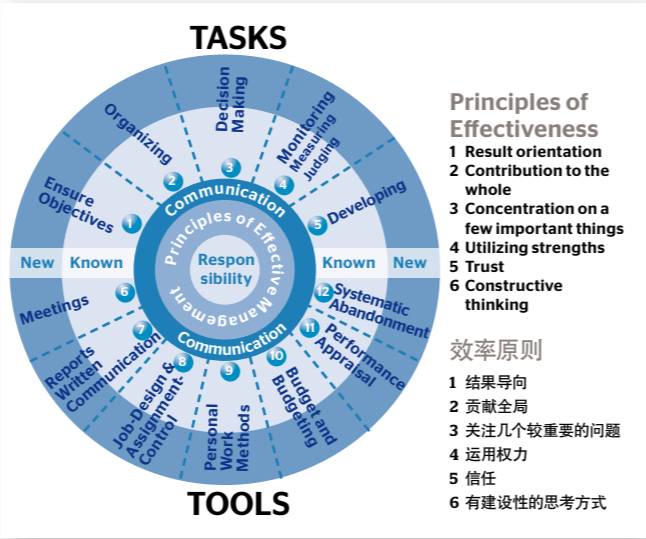 TASKS
Ensure
Objectives
1
Organizing
2
Decision
Making
3
Monitoring
Measuring
Judging
4
Developing
5
Communication
Principles of Effective Management
Respon
sibility
New Known
Known New
Communication
Meetings
6
Reports
Written
Communication
7
Job-Design &
Assignment-
Control
8
Personal
Work
Methods
9
Budget and
Budgeting
10
Performance
Appraisal
11
Systematic
Abandonment
12
TOOLS
Principles of
Effectiveness
1 Result orientation
2 Contribution to the
whole
3 Concentration on a
few important things
4 Utilizing strengths
5 Trust
6 Constructive
thinking
效率原则
1 结果导向
2 贡献全局
3 关注几个较重要的问题
4 运用权力
5 信任
6 有建设性的思考方式